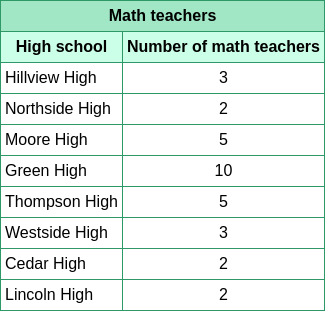 Math teachers
High school Number of math teachers
Hillview High 3
Northside High 2
Moore High 5
Green High 10
Thompson High 5
Westside High 3
Cedar High 2
Lincoln High 2